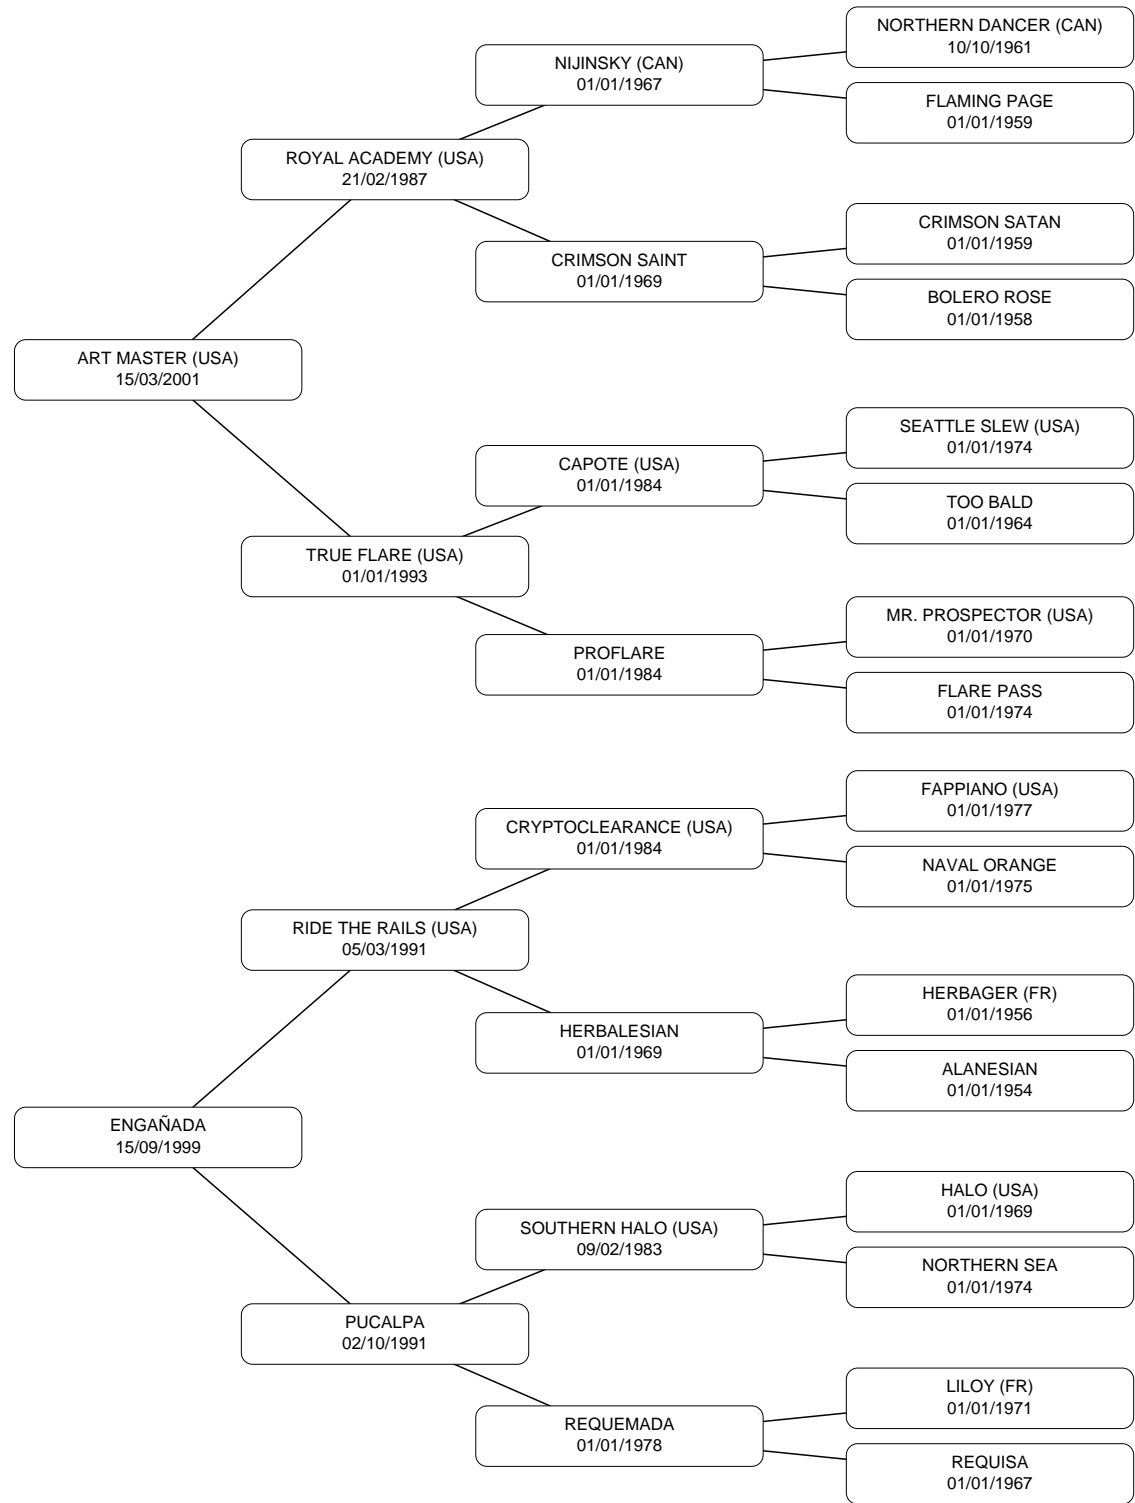 NORTHERN DANCER (CAN)
10/10/1961
NIJINSKY (CAN)
01/01/1967
FLAMING PAGE
01/01/1959
ROYAL ACADEMY (USA)
21/02/1987
CRIMSON SATAN
01/01/1959
CRIMSON SAINT
01/01/1969
BOLERO ROSE
01/01/1958
ART MASTER (USA)
15/03/2001
SEATTLE SLEW (USA)
01/01/1974
CAPOTE (USA)
01/01/1984
TOO BALD
01/01/1964
TRUE FLARE (USA)
01/01/1993
MR. PROSPECTOR (USA)
01/01/1970
PROFLARE
01/01/1984
FLARE PASS
01/01/1974
FAPPIANO (USA)
01/01/1977
CRYPTOCLEARANCE (USA)
01/01/1984
NAVAL ORANGE
01/01/1975
RIDE THE RAILS (USA)
05/03/1991
HERBAGER (FR)
01/01/1956
HERBALESIAN
01/01/1969
ALANESIAN
01/01/1954
ENGAÑADA
15/09/1999
HALO (USA)
01/01/1969
SOUTHERN HALO (USA)
09/02/1983
NORTHERN SEA
01/01/1974
PUCALPA
02/10/1991
LILOY (FR)
01/01/1971
REQUEMADA
01/01/1978
REQUISA
01/01/1967